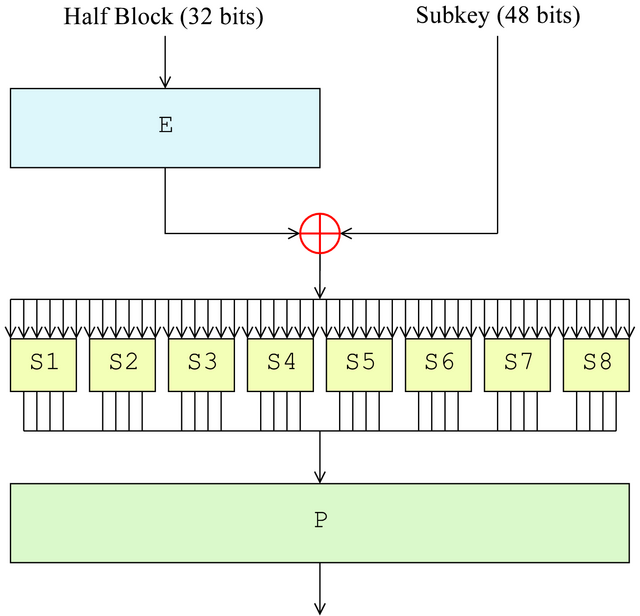 Half Block (32 bits) Subkey (48 bits)
E
S1 S2 S3 S4 S5 S6 S7 S8
P